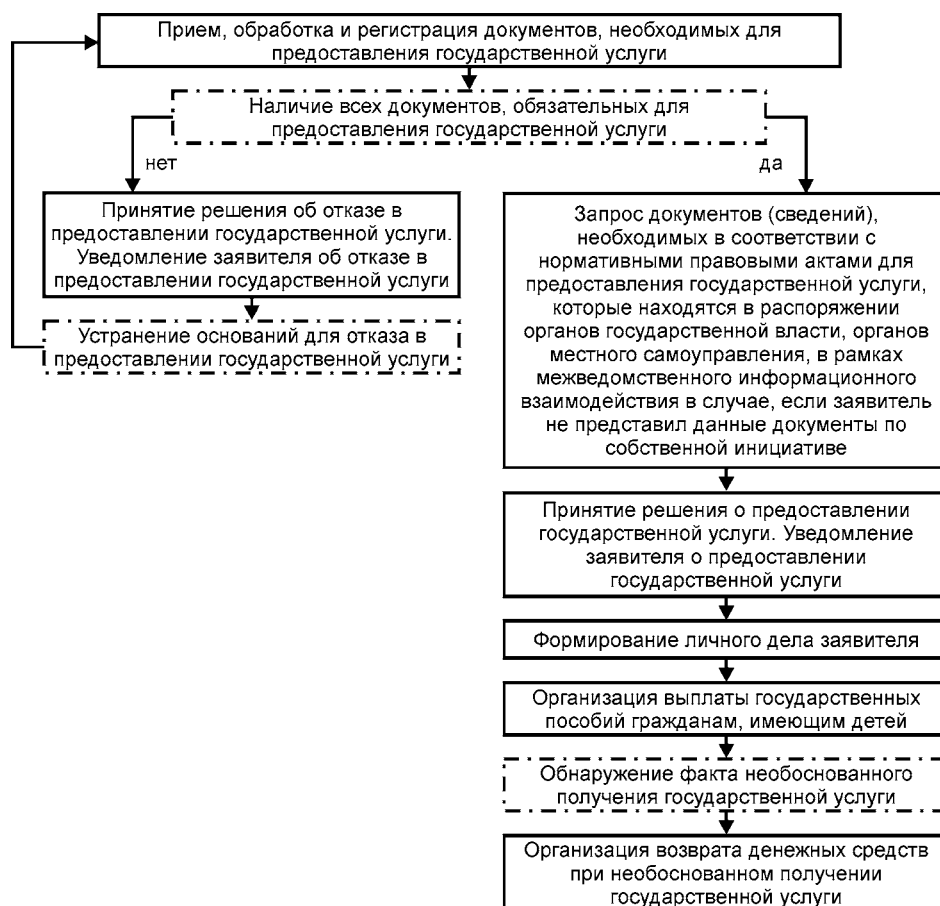 Прием, обработка и регистрация документов, необходимых для
предоставления государственной услуги
Наличие всех документов, обязательных для
предоставления государственной услуги
нет
да
Принятие решения об отказе в
предоставлении государственной услуги.
Уведомление заявителя об отказе в
предоставлении государственной услуги
Устранение оснований для отказа в
предоставлении государственной услуги
Запрос документов (сведений),
необходимых в соответствии с
нормативными правовыми актами для
предоставления государственной услуги,
которые находятся в распоряжении
органов государственной власти, органов
местного самоуправления, в рамках
межведомственного информационного
взаимодействия в случае, если заявитель
не представил данные документы по
собственной инициативе
Принятие решения о предоставлении
государственной услуги. Уведомление
заявителя о предоставлении
государственной услуги
Формирование личного дела заявителя
Организация выплаты государственных
пособий гражданам, имеющим детей
Обнаружение факта необоснованного
получения государственной услуги
Организация возврата денежных средств
при необоснованном получении
государственной услуги